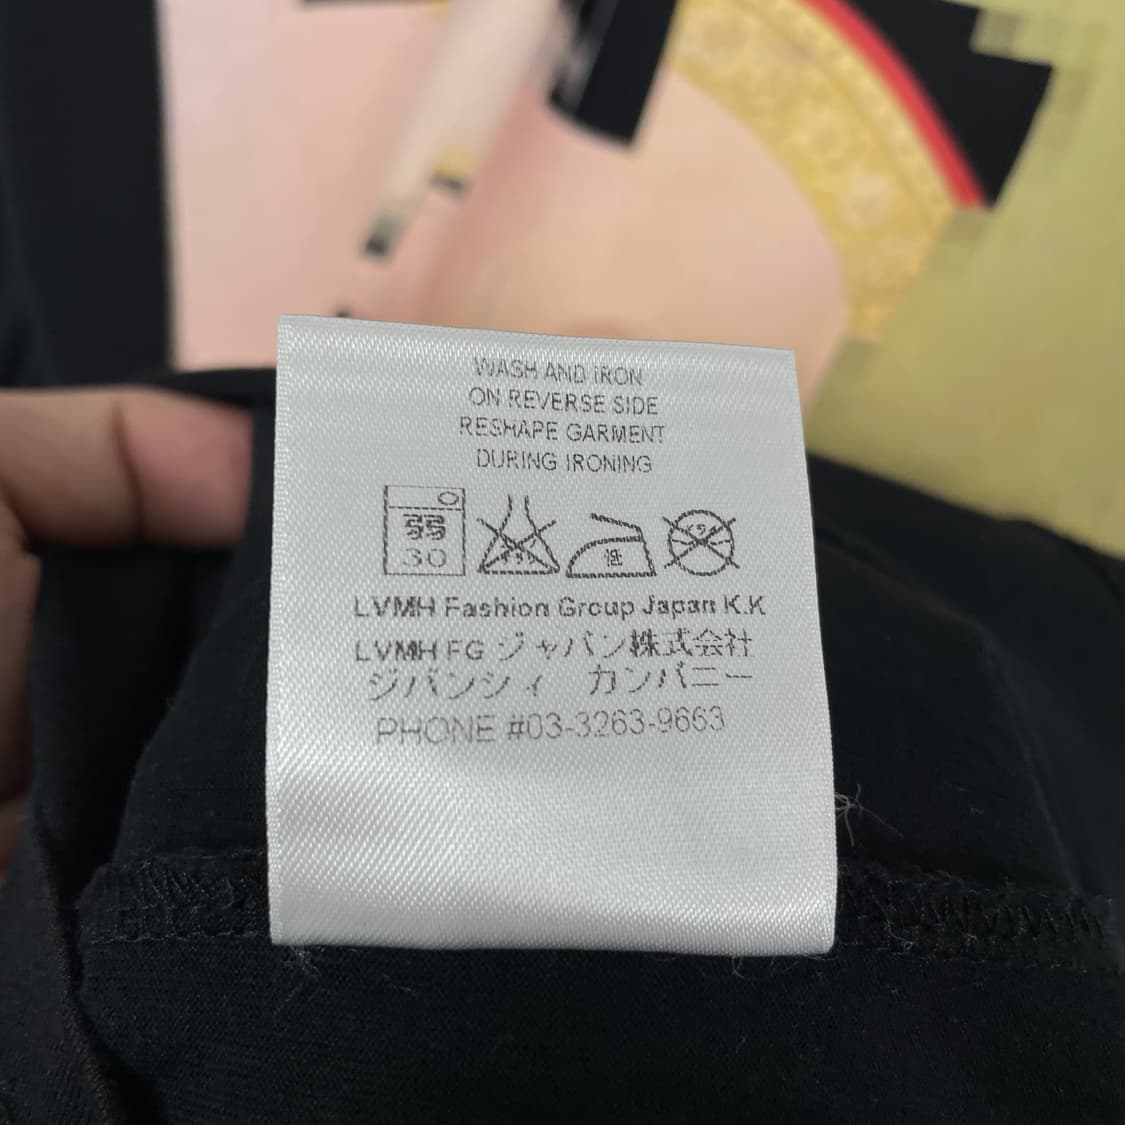 WASH AND IRON
ON REVERSE SIDE
RESHAPE GARMENT
DURING IRONING
弱
30
低
LVMH Fashion Group Japan K.K
LVMH FG ジャパン株式会社
ジバンシィ カンパニー
PHONE #03-3263-9663